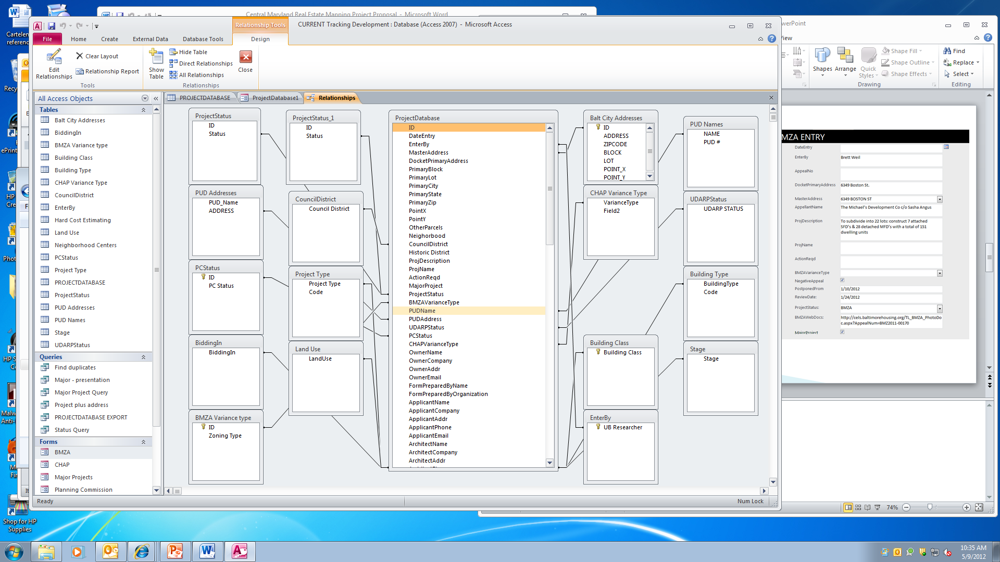 Central Maryland Real Estate Mapping Project Proposal - Microsoft Word
Relationship Tools
CURRENT Tracking Development : Database (Access 2007) - Microsoft Access
File
Home
Create
External Data
Database Tools
Design
Edit
Relationships
Clear Layout
Relationship Report
Tools
Show
Table
Hide Table
Direct Relationships
All Relationships
Relationships
Close
All Access Objects
Tables
Balt City Addresses
BiddingIn
BMZA Variance type
Building Class
Building Type
CHAP Variance Type
CouncilDistrict
EnterBy
Hard Cost Estimating
Land Use
Neighborhood Centers
PCStatus
Project Type
PROJECTDATABASE
ProjectStatus
PUD Addresses
PUD Names
Stage
UDARPStatus
Queries
Find duplicates
Major - presentation
Major Project Query
Project plus address
PROJECTDATABASE EXPORT
Status Query
Forms
BMZA
CHAP
Major Projects
Planning Commission
PROJECTDATABASE
ProjectDatabase1
Relationships
ProjectStatus
ID
Status
PUD Addresses
PUD_Name
ADDRESS
PCStatus
ID
PC Status
BiddingIn
BiddingIn
BMZA Variance type
ID
Zoning Type
ProjectStatus_1
ID
Status
CouncilDistrict
Council District
Project Type
Project Type
Code
Land Use
LandUse
ProjectDatabase
ID
DateEntry
EnterBy
MasterAddress
DocketPrimaryAddress
PrimaryBlock
PrimaryLot
PrimaryCity
PrimaryState
PrimaryZip
PointX
PointY
OtherParcels
Neighorbood
CouncilDistrict
Historic District
ProjDescription
ProjName
ActionReqd
MajorProject
ProjectStatus
BMZAVarianceType
PUDName
PUDAddress
UDARPStatus
PCStatus
CHAPVarianceType
OwnerName
OwnerCompany
OwnerAddr
OwnerEmail
FormPreparedByName
FormPreparedByOrganization
ApplicantName
ApplicantCompany
ApplicantAddr
ApplicantPhone
ApplicantEmail
ArchitectName
ArchitectCompany
ArchitectAddr
Balt City Addresses
ID
ADDRESS
ZIPCODE
BLOCK
LOT
POINT_X
POINT_Y
CHAP Variance Type
VarianceType
Field2
Building Class
Building Class
EnterBy
UB Researcher
PUD Names
NAME
PUD #
UDARPStatus
UDARP STATUS
Building Type
BuildingType
Code
Stage
Stage
Ready
Num Lock
werPoint
View
Shapes
Arrange
Quick
Styles
Shape Fill
Shape Outline
Shape Effects
Drawing
Find
Replace
Select
Editing
MZA ENTRY
DateEntry
EnterBy Brett Weil
AppealNo
DocketPrimaryAddress 6349 Boston St.
MasterAddress 6349 BOSTON ST
AppellantName The Michael's Development Co c/o Sasha Angus
ProjDescription To subdivide into 22 lots: construct 7 attached
SFD's & 28 detached MFD's with a total of 151
dwelling units
ProjName
ActionReqd
BMZAVarianceType
NegativeAppeal
PostponedFrom 1/10/2012
ReviewDate: 1/24/2012
ProjectStatus: BMZA
BMZAWebDocs: http://cels.baltimorehousing.org/TL_BMZA_PhotoDo
c.aspx?AppealNum=BMZ2011-00170
MajorProject
74%
Cartelen
referenc
Recy
ePrint
HP
Cre
Phot
HP S
Malw
Anti-
M
Fir
Shop for HP
Supplies
10:35 AM
5/9/2012